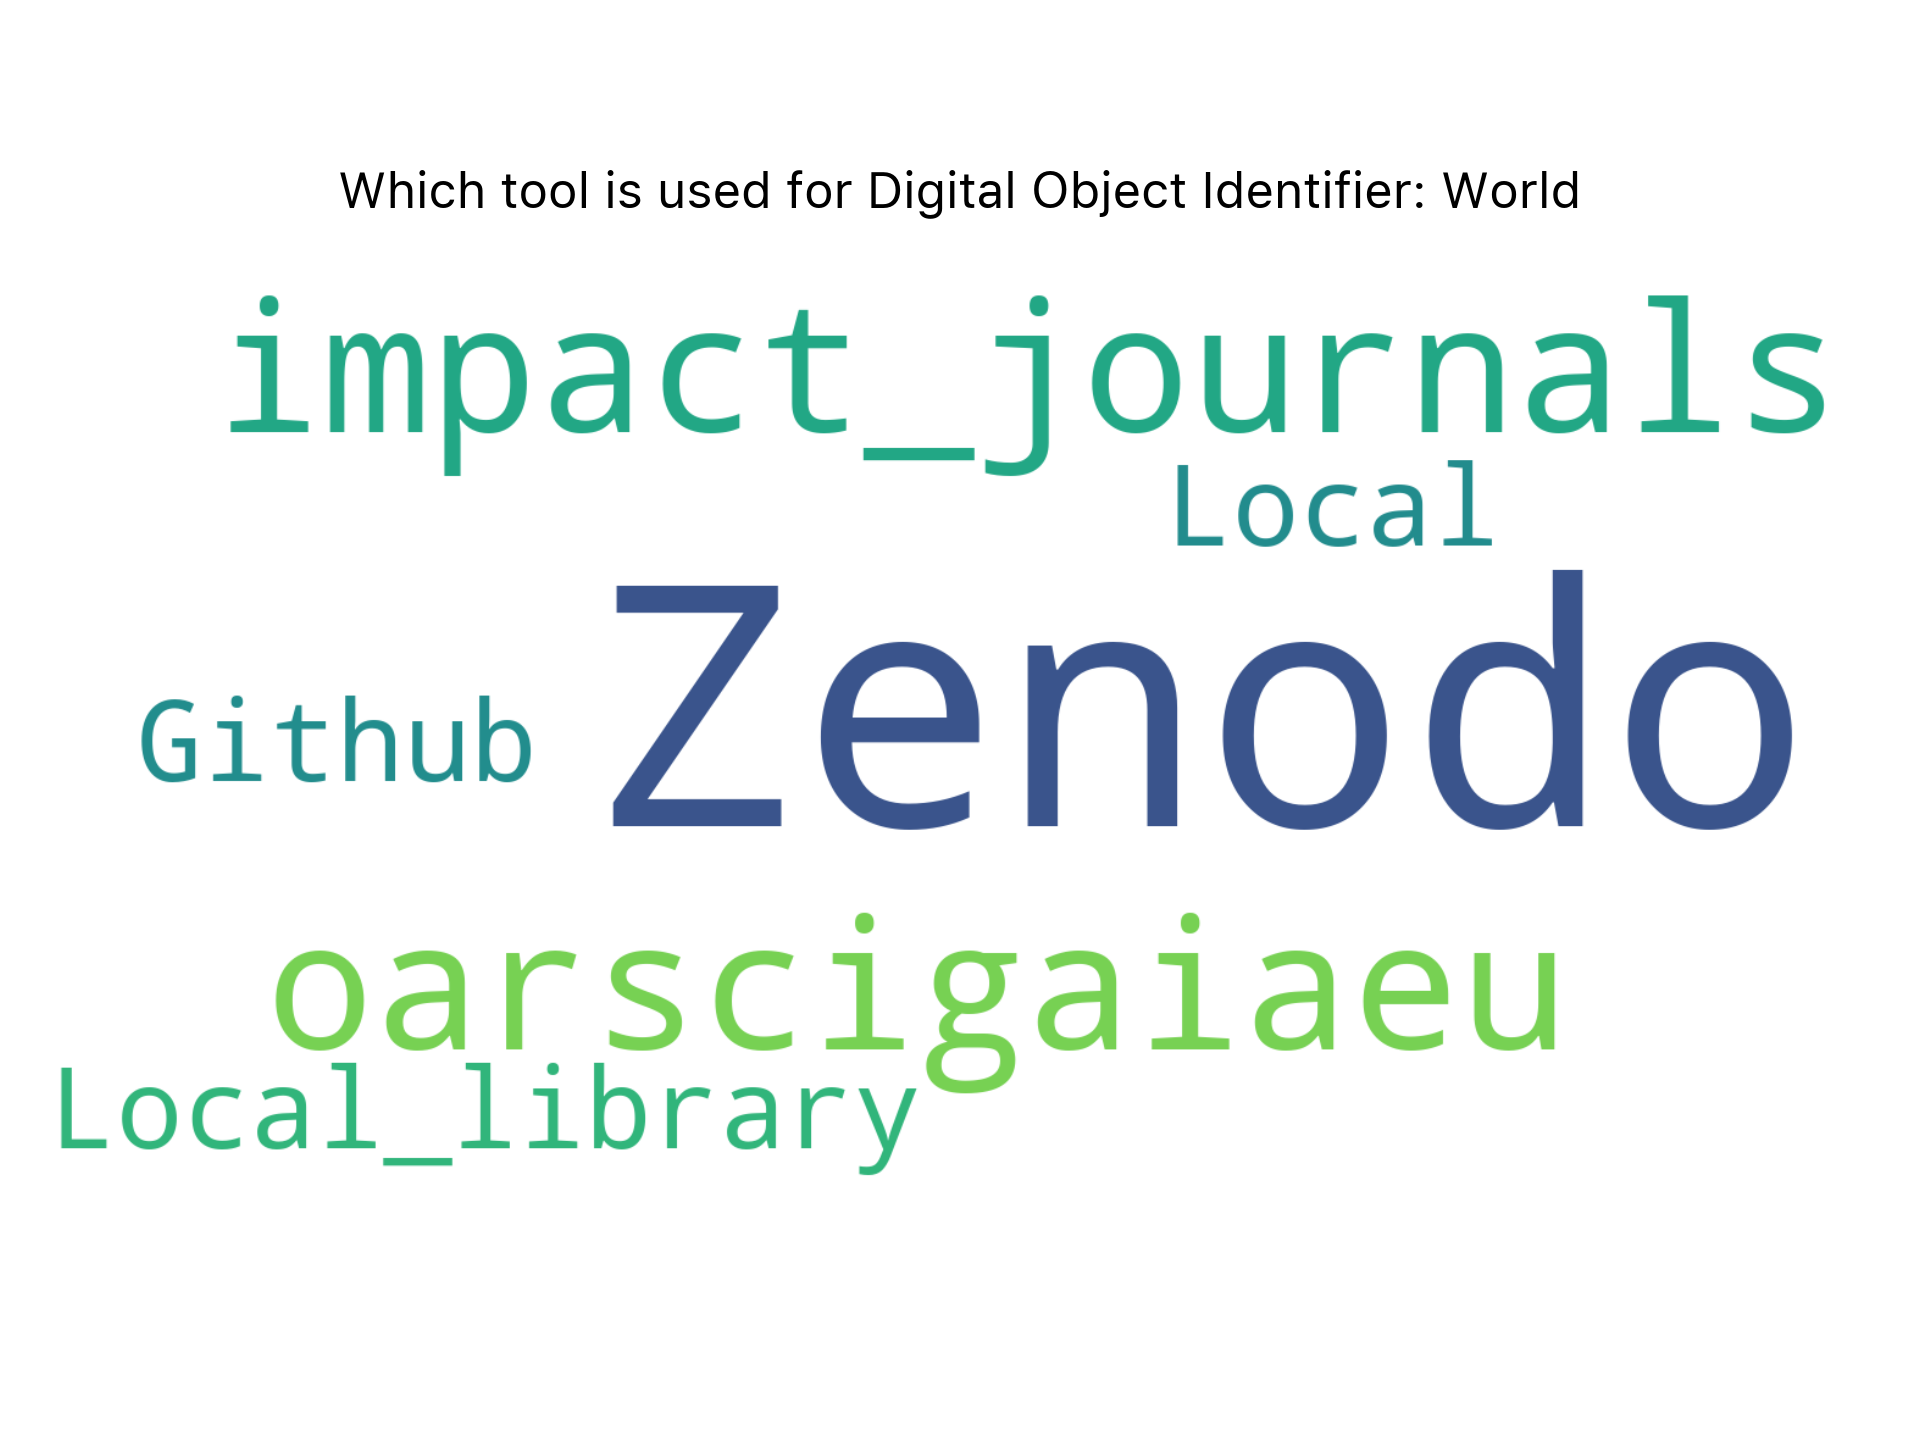 Which tool is used for Digital Object Identifier: World
impact_journals
Local
Zenodo
Github
oarscigaiaeu
Local_library